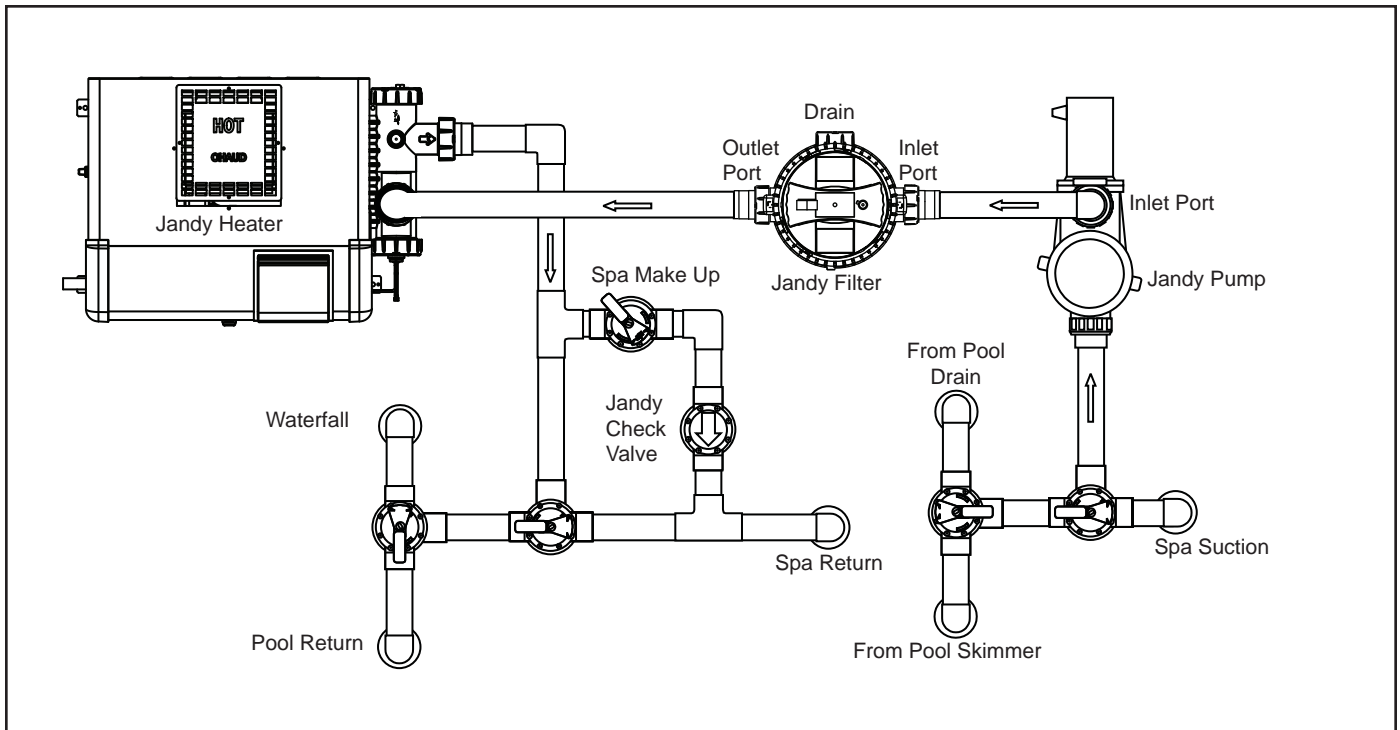 HOT
CHAUD
Jandy Heater
Drain
Outlet
Port
Inlet
Port
Jandy Filter
Inlet Port
Jandy Pump
Spa Make Up
From Pool
Drain
Waterfall
Jandy
Check
Valve
Pool Return
Spa Return
Spa Suction
From Pool Skimmer